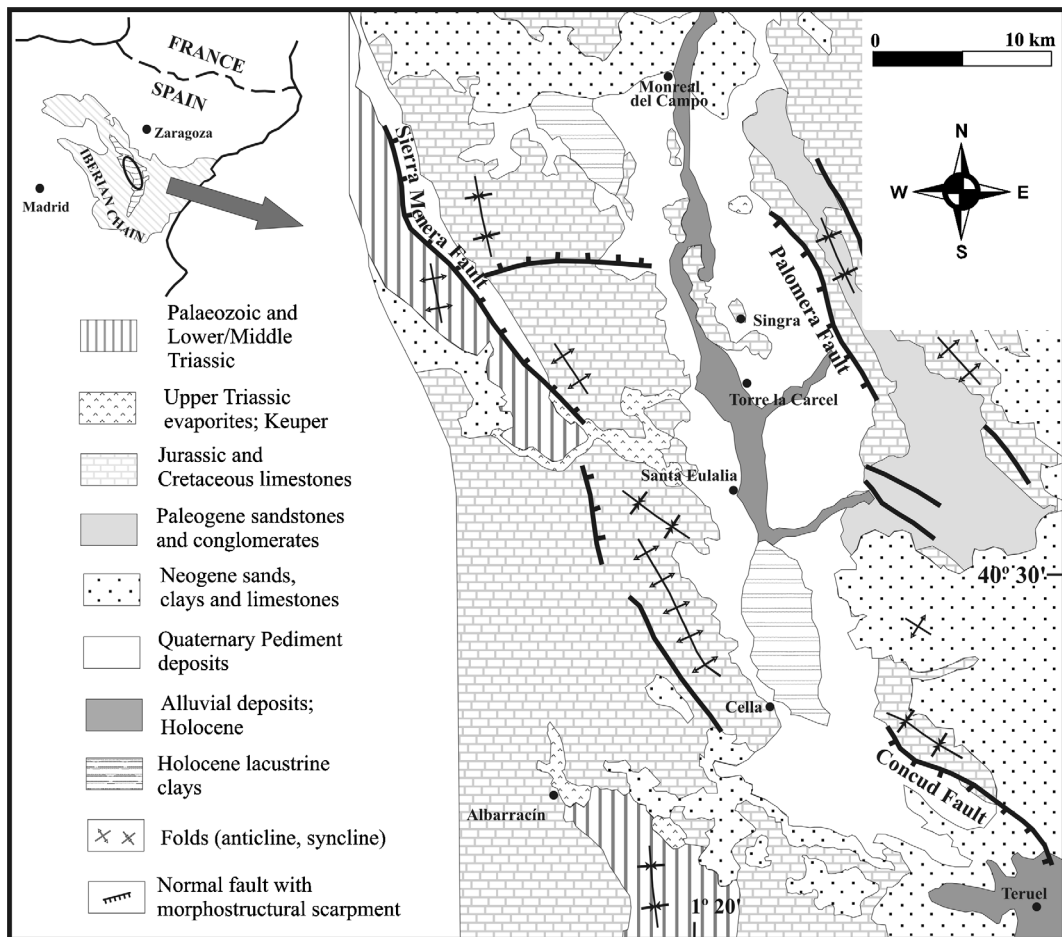 FRANCE
SPAIN
Zaragoza
IBERIAN CHAIN
Madrid
Palaeozoic and
Lower/Middle
Triassic
Upper Triassic
evaporites; Keuper
Jurassic and
Cretaceous limestones
Paleogene sandstones
and conglomerates
Neogene sands,
clays and limestones
Quaternary Pediment
deposits
Alluvial deposits;
Holocene
Holocene lacustrine
clays
Folds (anticline, syncline)
Normal fault with
morphostructural scarpment
0 10 km
N
W E
S
Monreal
del Campo
Sierra Menera Fault
Palomera Fault
Singra
Torre la Carcel
Santa Eulalia
40º 30'
Cella
Concud Fault
Albarracín
Teruel
1º 20'